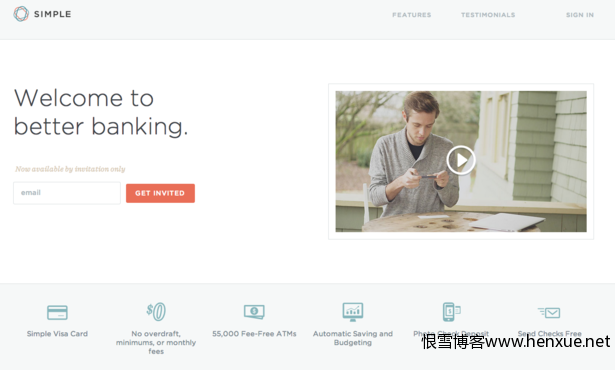 SIMPLE
FEATURES TESTIMONIALS SIGN IN
Welcome to
better banking.
Now available by invitation only
email
GET INVITED
Simple Visa Card
No overdraft,
minimums, or monthly
fees
55,000 Fee-Free ATMs
Automatic Saving and
Budgeting
Photo Check Deposit
Send Checks Free
恨雪博客www.henxue.net